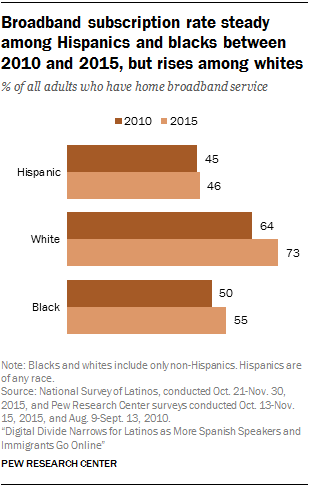 Broadband subscription rate steady
among Hispanics and blacks between
2010 and 2015, but rises among whites
% of all adults who have home broadband service
2010 2015
Hispanic 45
46
White 64
73
Black 50
55
Note: Blacks and whites include only non-Hispanics. Hispanics are
of any race.
Source: National Survey of Latinos, conducted Oct. 21-Nov. 30,
2015, and Pew Research Center surveys conducted Oct. 13-Nov.
15, 2015, and Aug. 9-Sept. 13, 2010.
“Digital Divide Narrows for Latinos as More Spanish Speakers and
Immigrants Go Online”
PEW RESEARCH CENTER